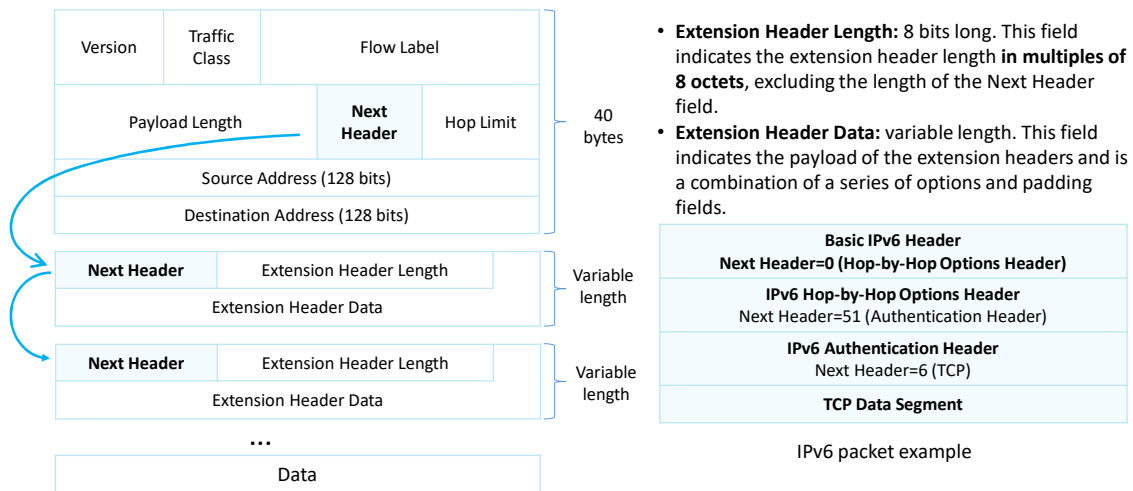 Version
Traffic
Class
Flow Label
Payload Length
Next
Header
Hop Limit
Source Address (128 bits)
Destination Address (128 bits)
40
bytes
Next Header
Extension Header Length
Extension Header Data
Variable
length
Next Header
Extension Header Length
Extension Header Data
Variable
length
...
Data
• Extension Header Length: 8 bits long. This field
indicates the extension header length in multiples of
8 octets, excluding the length of the Next Header
field.
• Extension Header Data: variable length. This field
indicates the payload of the extension headers and is
a combination of a series of options and padding
fields.
Basic IPv6 Header
Next Header=0 (Hop-by-Hop Options Header)
IPv6 Hop-by-Hop Options Header
Next Header=51 (Authentication Header)
IPv6 Authentication Header
Next Header=6 (TCP)
TCP Data Segment
IPv6 packet example